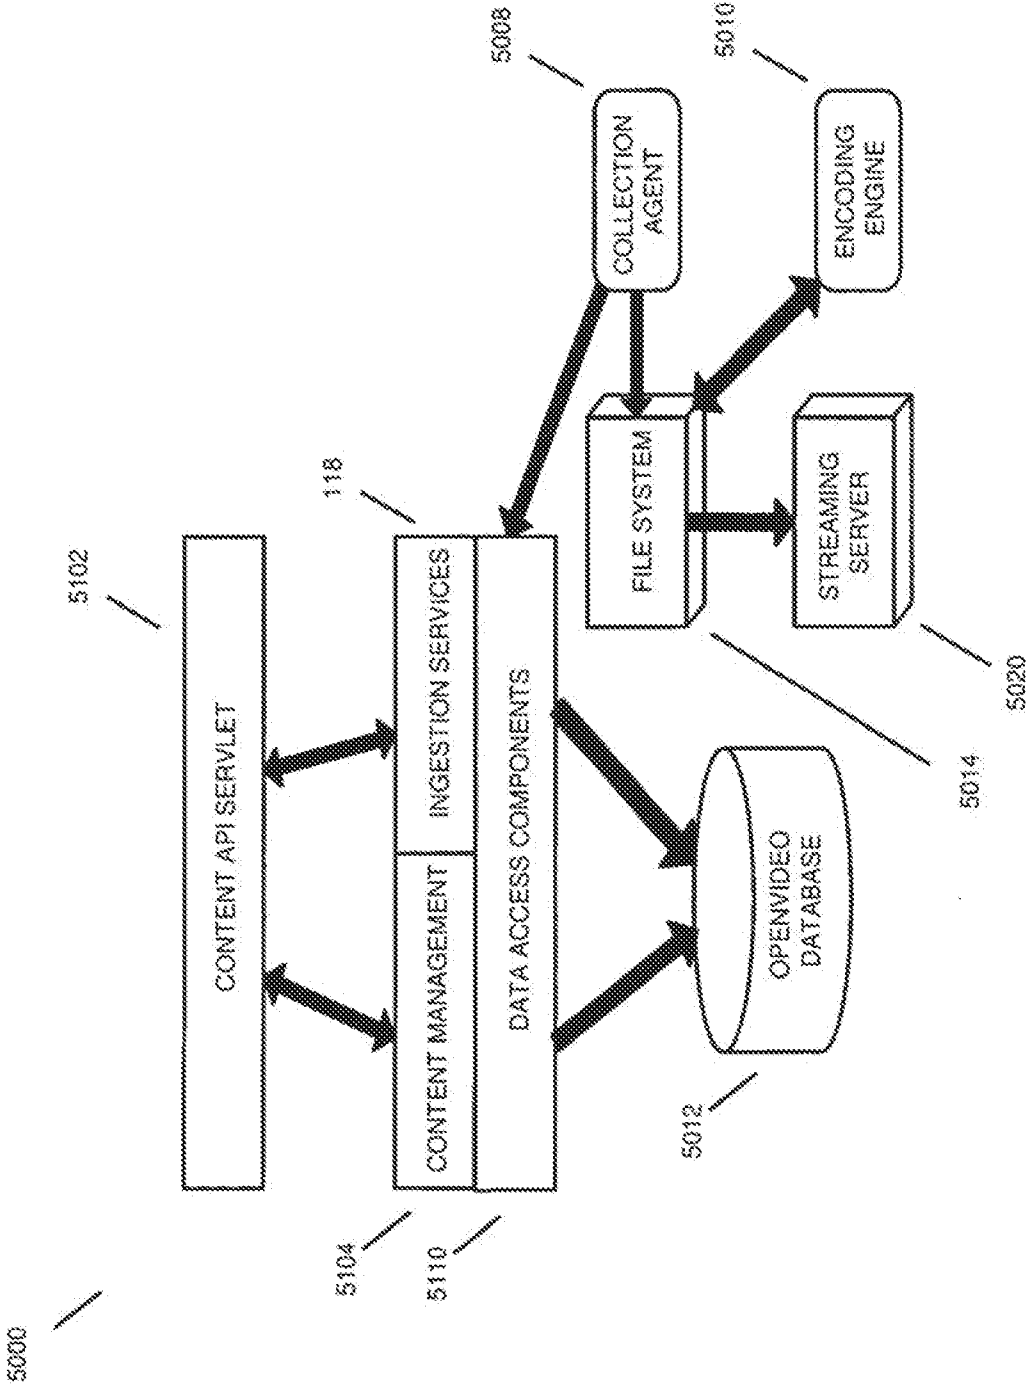 5000
5102
CONTENT API SERVLET
5104
5110
CONTENT MANAGEMENT
INGESTION SERVICES
118
DATA ACCESS COMPONENTS
5008
COLLECTION
AGENT
5010
ENCODING
ENGINE
FILE SYSTEM
5014
STREAMING
SERVER
5020
5012
OPENVIDEO
DATABASE